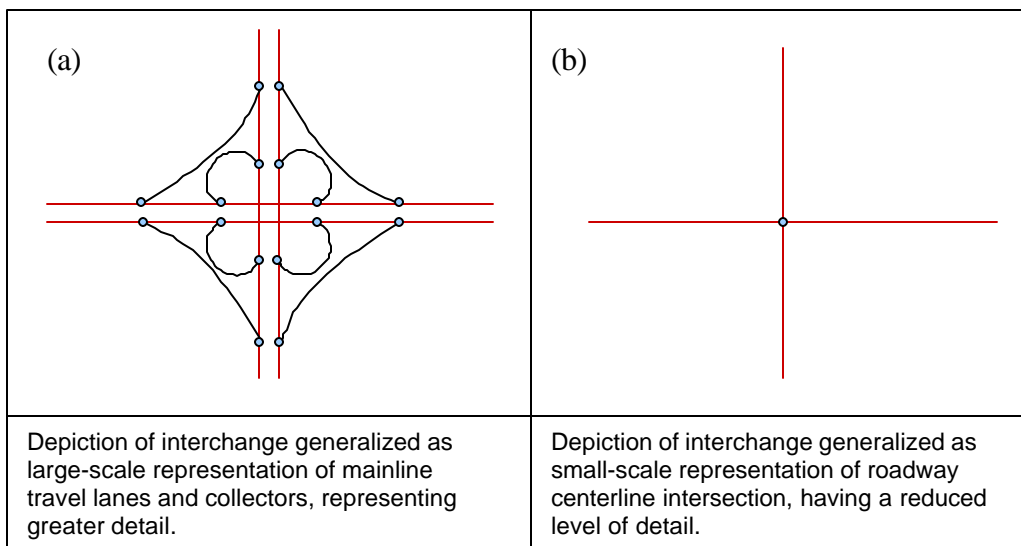 (a)
(b)
Depiction of interchange generalized as
large-scale representation of mainline
travel lanes and collectors, representing
greater detail.
Depiction of interchange generalized as
small-scale representation of roadway
centerline intersection, having a reduced
level of detail.